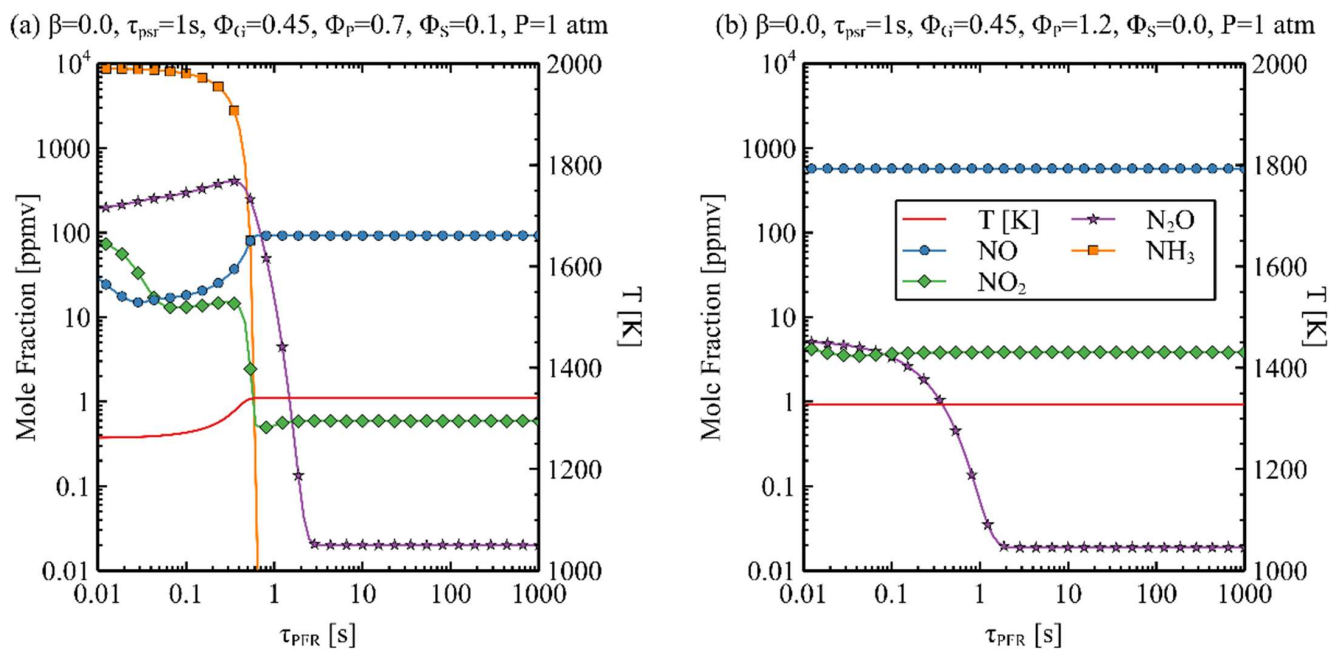 (a) β=0.0, τpsr=1s, ΦG=0.45, ΦP=0.7, ΦS=0.1, P=1 atm
10⁴
1000
100
10
1
0.1
0.01
Mole Fraction [ppmv]
2000
1800
1600
1400
1200
1000
T [K]
0.01 0.1 1 10 100 1000
τPFR [s]
(b) β=0.0, τpsr=1s, ΦG=0.45, ΦP=1.2, ΦS=0.0, P=1 atm
10⁴
1000
100
10
1
0.1
0.01
Mole Fraction [ppmv]
T [K]
NO
NO₂
N₂O
NH₃
2000
1800
1600
1400
1200
1000
T [K]
0.01 0.1 1 10 100 1000
τPFR [s]